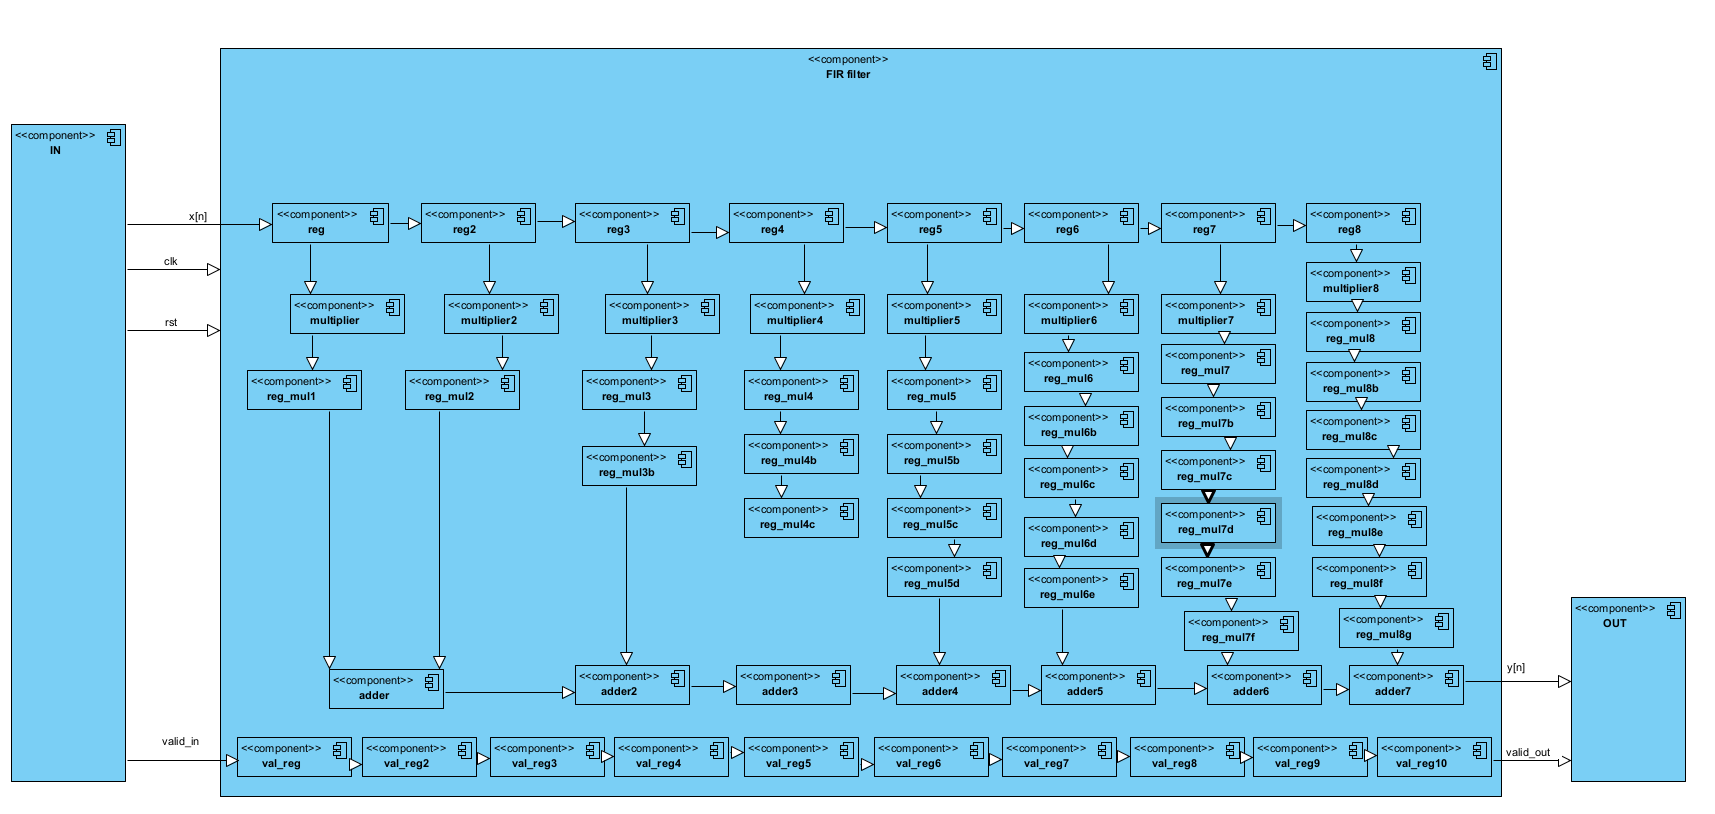 <<component>>
FIR filter
<<component>>
IN
x[n]
clk
rst
valid_in
<<component>>
reg
<<component>>
reg2
<<component>>
reg3
<<component>>
reg4
<<component>>
reg5
<<component>>
reg6
<<component>>
reg7
<<component>>
reg8
<<component>>
multiplier
<<component>>
multiplier2
<<component>>
multiplier3
<<component>>
multiplier4
<<component>>
multiplier5
<<component>>
multiplier6
<<component>>
multiplier7
<<component>>
multiplier8
<<component>>
reg_mul1
<<component>>
reg_mul2
<<component>>
reg_mul3
<<component>>
reg_mul3b
<<component>>
reg_mul4
<<component>>
reg_mul4b
<<component>>
reg_mul4c
<<component>>
reg_mul5
<<component>>
reg_mul5b
<<component>>
reg_mul5c
<<component>>
reg_mul5d
<<component>>
reg_mul6
<<component>>
reg_mul6b
<<component>>
reg_mul6c
<<component>>
reg_mul6d
<<component>>
reg_mul6e
<<component>>
reg_mul7
<<component>>
reg_mul7b
<<component>>
reg_mul7c
<<component>>
reg_mul7d
<<component>>
reg_mul7e
<<component>>
reg_mul7f
<<component>>
reg_mul8
<<component>>
reg_mul8b
<<component>>
reg_mul8c
<<component>>
reg_mul8d
<<component>>
reg_mul8e
<<component>>
reg_mul8f
<<component>>
reg_mul8g
<<component>>
adder
<<component>>
adder2
<<component>>
adder3
<<component>>
adder4
<<component>>
adder5
<<component>>
adder6
<<component>>
adder7
<<component>>
val_reg
<<component>>
val_reg2
<<component>>
val_reg3
<<component>>
val_reg4
<<component>>
val_reg5
<<component>>
val_reg6
<<component>>
val_reg7
<<component>>
val_reg8
<<component>>
val_reg9
<<component>>
val_reg10
y[n]
valid_out
<<component>>
OUT